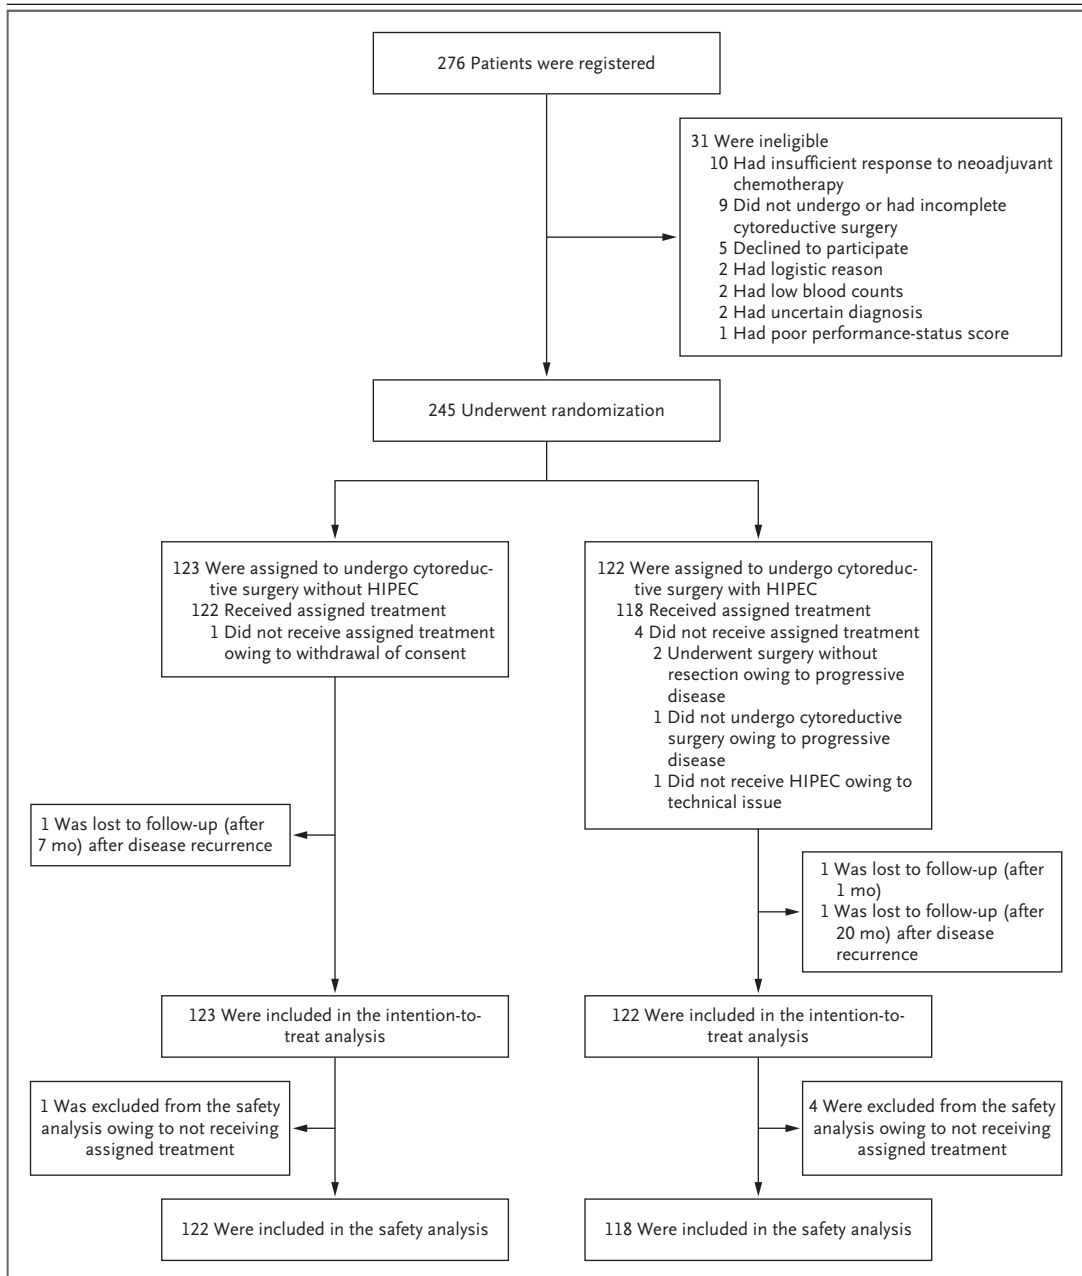 276 Patients were registered
31 Were ineligible
10 Had insufficient response to neoadjuvant
chemotherapy
9 Did not undergo or had incomplete
cytoreductive surgery
5 Declined to participate
2 Had logistic reason
2 Had low blood counts
2 Had uncertain diagnosis
1 Had poor performance-status score
245 Underwent randomization
123 Were assigned to undergo cytoreduc-
tive surgery without HIPEC
122 Received assigned treatment
1 Did not receive assigned treatment
owing to withdrawal of consent
122 Were assigned to undergo cytoreduc-
tive surgery with HIPEC
118 Received assigned treatment
4 Did not receive assigned treatment
2 Underwent surgery without
resection owing to progressive
disease
1 Did not undergo cytoreductive
surgery owing to progressive
disease
1 Did not receive HIPEC owing to
technical issue
1 Was lost to follow-up (after
7 mo) after disease recurrence
1 Was lost to follow-up (after
1 mo)
1 Was lost to follow-up (after
20 mo) after disease
recurrence
123 Were included in the intention-to-
treat analysis
122 Were included in the intention-to-
treat analysis
1 Was excluded from the safety
analysis owing to not receiving
assigned treatment
4 Were excluded from the safety
analysis owing to not receiving
assigned treatment
122 Were included in the safety analysis
118 Were included in the safety analysis